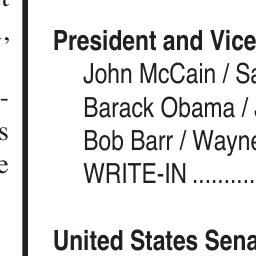 President and Vice
John McCain / Sa
Barack Obama / J
Bob Barr / Wayne
WRITE-IN ..........
United States Sena